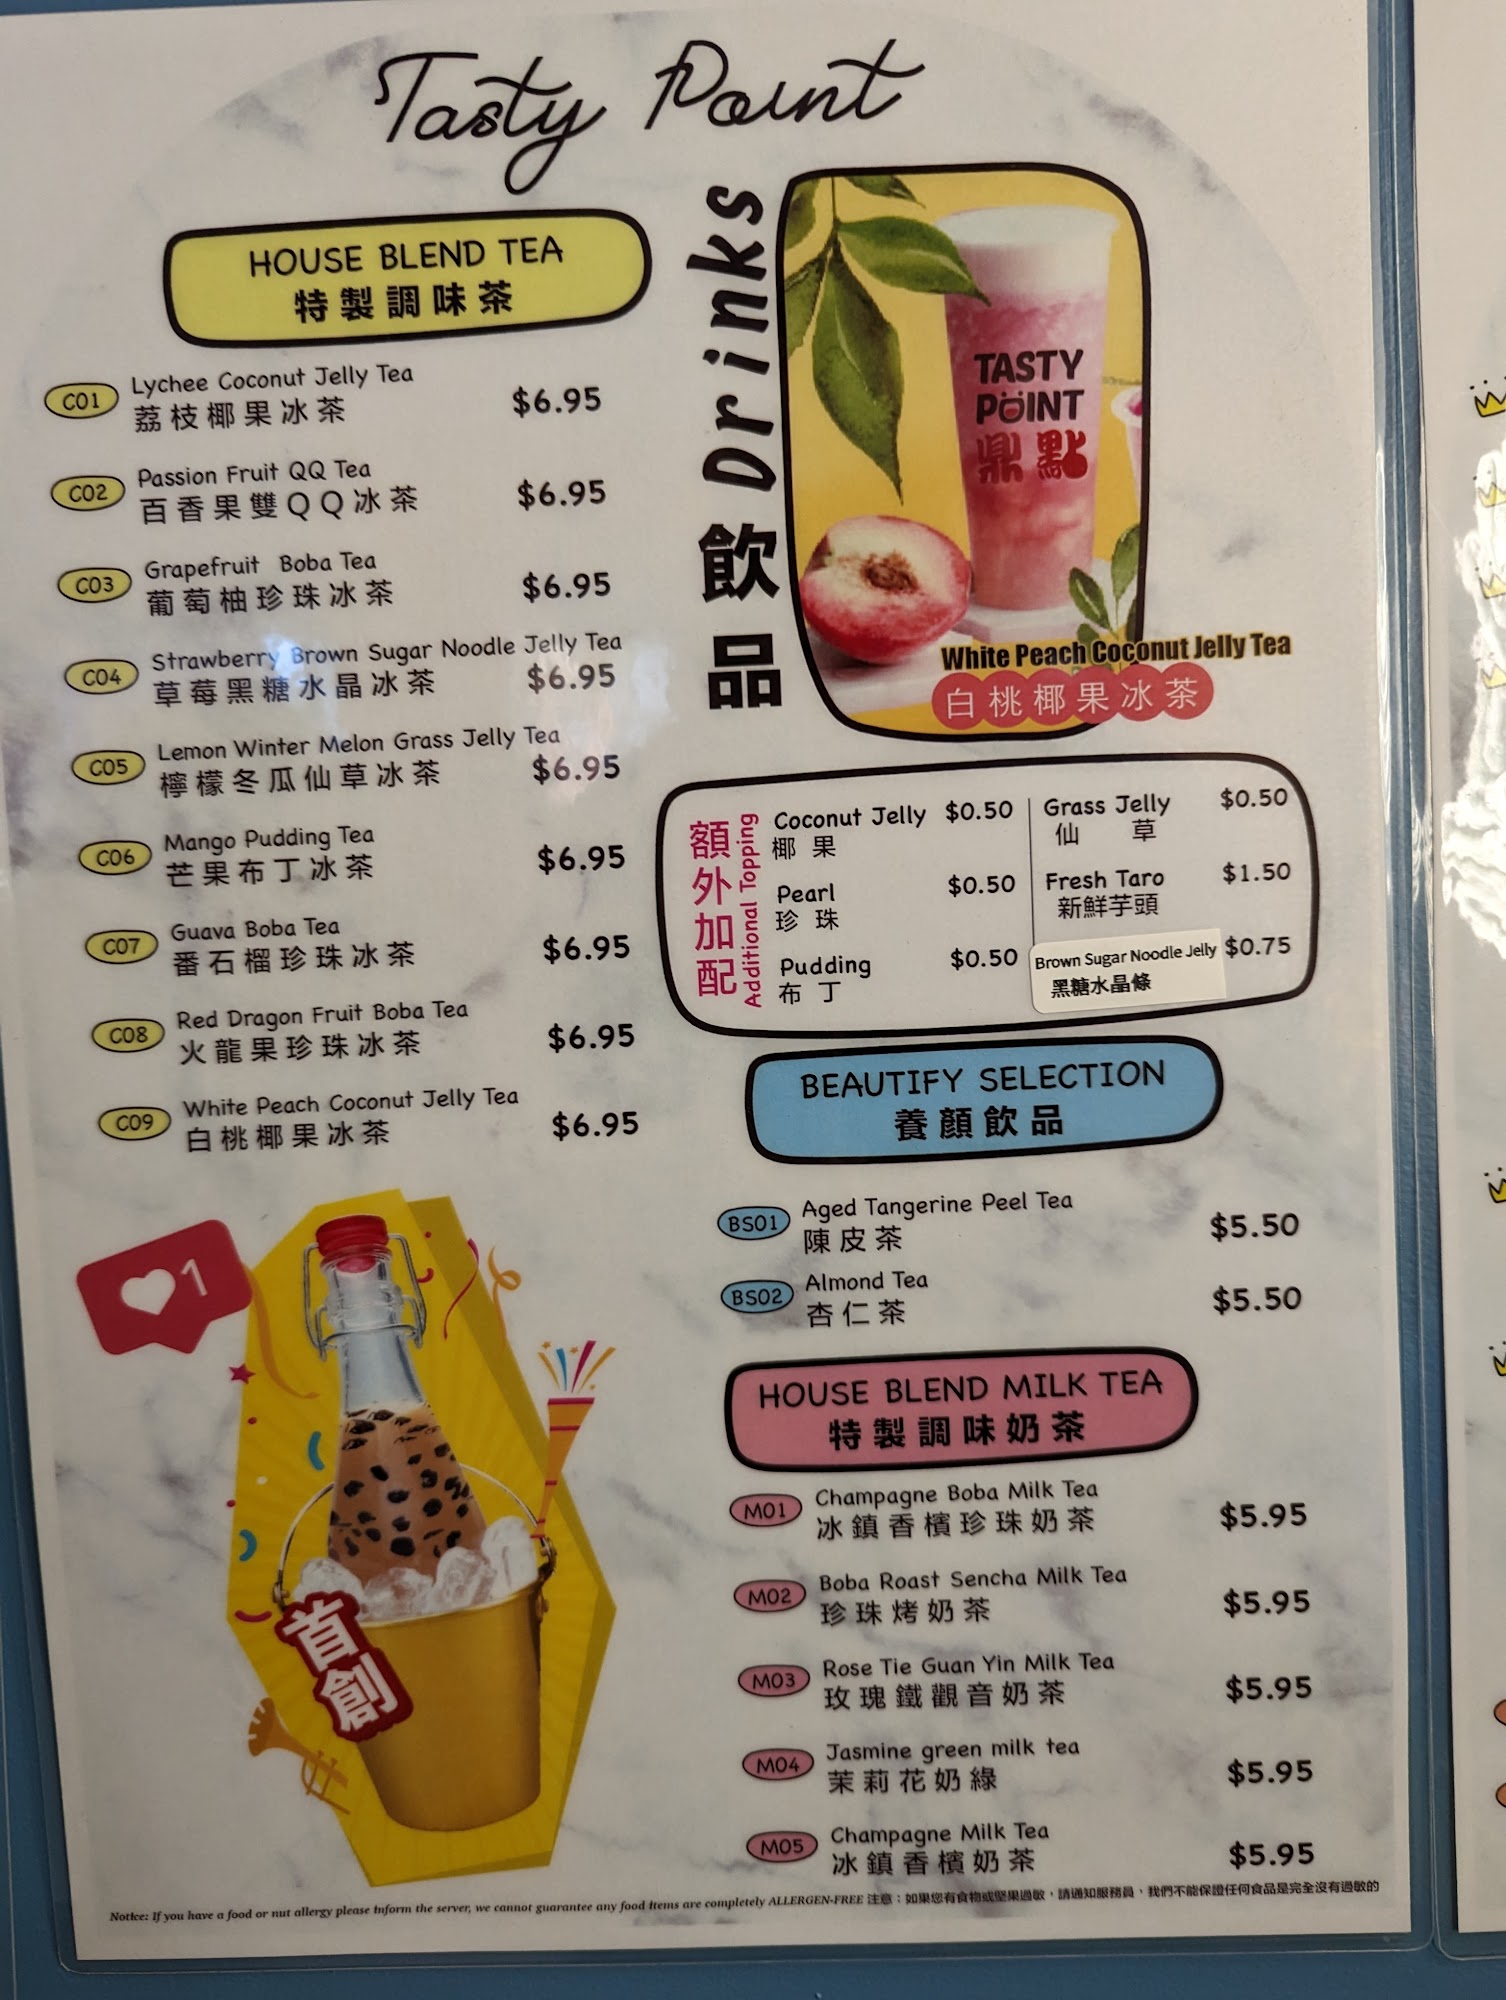 Tasty Point
HOUSE BLEND TEA
特製調味茶
C01 Lychee Coconut Jelly Tea
荔枝椰果冰茶 $6.95
C02 Passion Fruit QQ Tea
百香果雙QQ冰茶 $6.95
C03 Grapefruit Boba Tea
葡萄柚珍珠冰茶 $6.95
C04 Strawberry Brown Sugar Noodle Jelly Tea
草莓黑糖水晶冰茶 $6.95
C05 Lemon Winter Melon Grass Jelly Tea
檸檬冬瓜仙草冰茶 $6.95
C06 Mango Pudding Tea
芒果布丁冰茶 $6.95
C07 Guava Boba Tea
番石榴珍珠冰茶 $6.95
C08 Red Dragon Fruit Boba Tea
火龍果珍珠冰茶 $6.95
C09 White Peach Coconut Jelly Tea
白桃椰果冰茶 $6.95
1
首創
Drinks 飲品
TASTY
POINT
鼎點
White Peach Coconut Jelly Tea
白桃椰果冰茶
額外加配
Additional Topping
Coconut Jelly $0.50
椰果
Pearl $0.50
珍珠
Pudding $0.50
布丁
Grass Jelly $0.50
仙草
Fresh Taro $1.50
新鮮芋頭
Brown Sugar Noodle Jelly $0.75
黑糖水晶條
BEAUTIFY SELECTION
養顏飲品
BS01 Aged Tangerine Peel Tea
陳皮茶 $5.50
BS02 Almond Tea
杏仁茶 $5.50
HOUSE BLEND MILK TEA
特製調味奶茶
M01 Champagne Boba Milk Tea
冰鎮香檳珍珠奶茶 $5.95
M02 Boba Roast Sencha Milk Tea
珍珠烤奶茶 $5.95
M03 Rose Tie Guan Yin Milk Tea
玫瑰鐵觀音奶茶 $5.95
M04 Jasmine green milk tea
茉莉花奶綠 $5.95
M05 Champagne Milk Tea
冰鎮香檳奶茶 $5.95
Notice: If you have a food or nut allergy please inform the server, we cannot guarantee any food items are completely ALLERGEN-FREE 注意：如果您有食物或堅果過敏，請通知服務員，我們不能保證任何食品是完全沒有過敏的